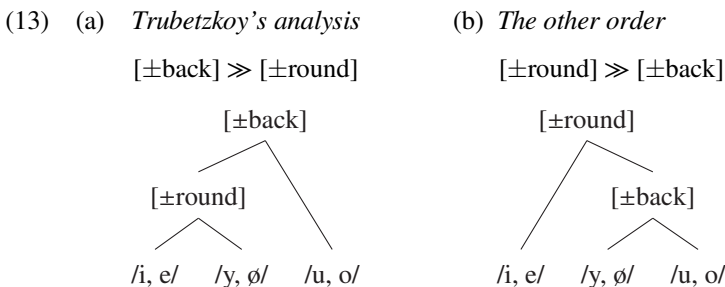 (13) (a) Trubetzkoy's analysis (b) The other order
[±back] ≫ [±round] [±round] ≫ [±back]
[±back] [±round]
[±round] [±back]
/i, e/ /y, ø/ /u, o/ /i, e/ /y, ø/ /u, o/